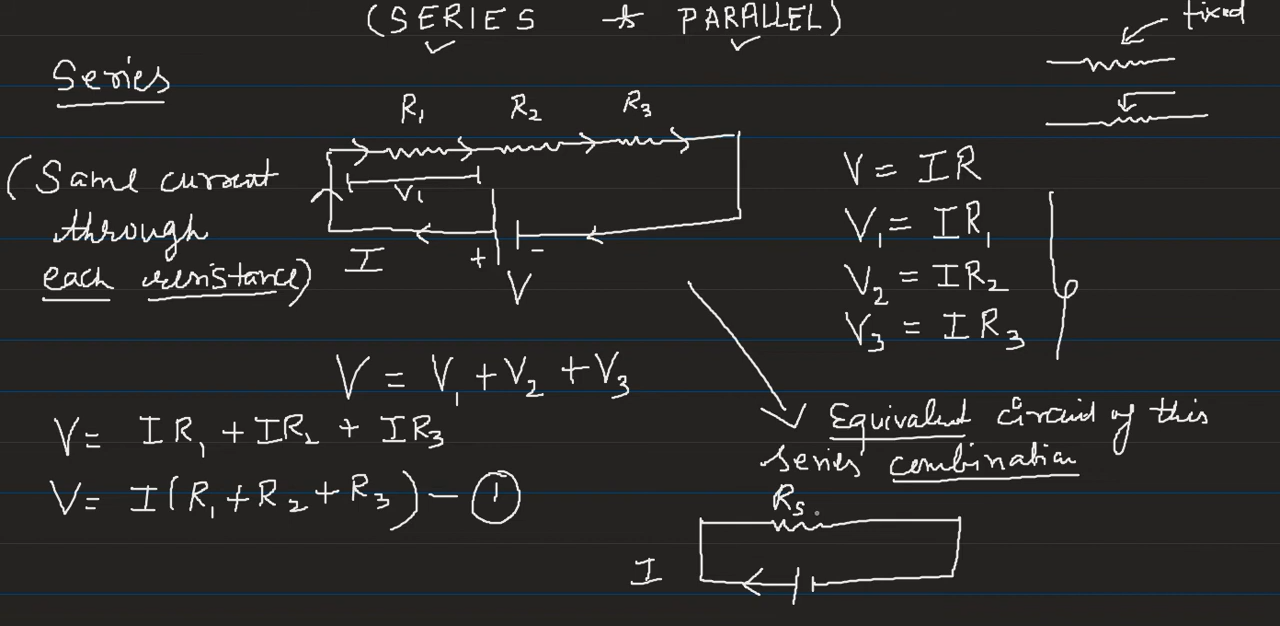 (SERIES & PARALLEL)
fixed
Series
R₁ R₂ R₃
(Same current
through
each resistance)
V₁
I
+ -
V
V = IR
V₁ = IR₁
V₂ = IR₂
V₃ = IR₃
V = V₁ + V₂ + V₃
V = IR₁ + IR₂ + IR₃
V = I(R₁ + R₂ + R₃) - ①
Equivalent circuit of this
series combination
Rs
I